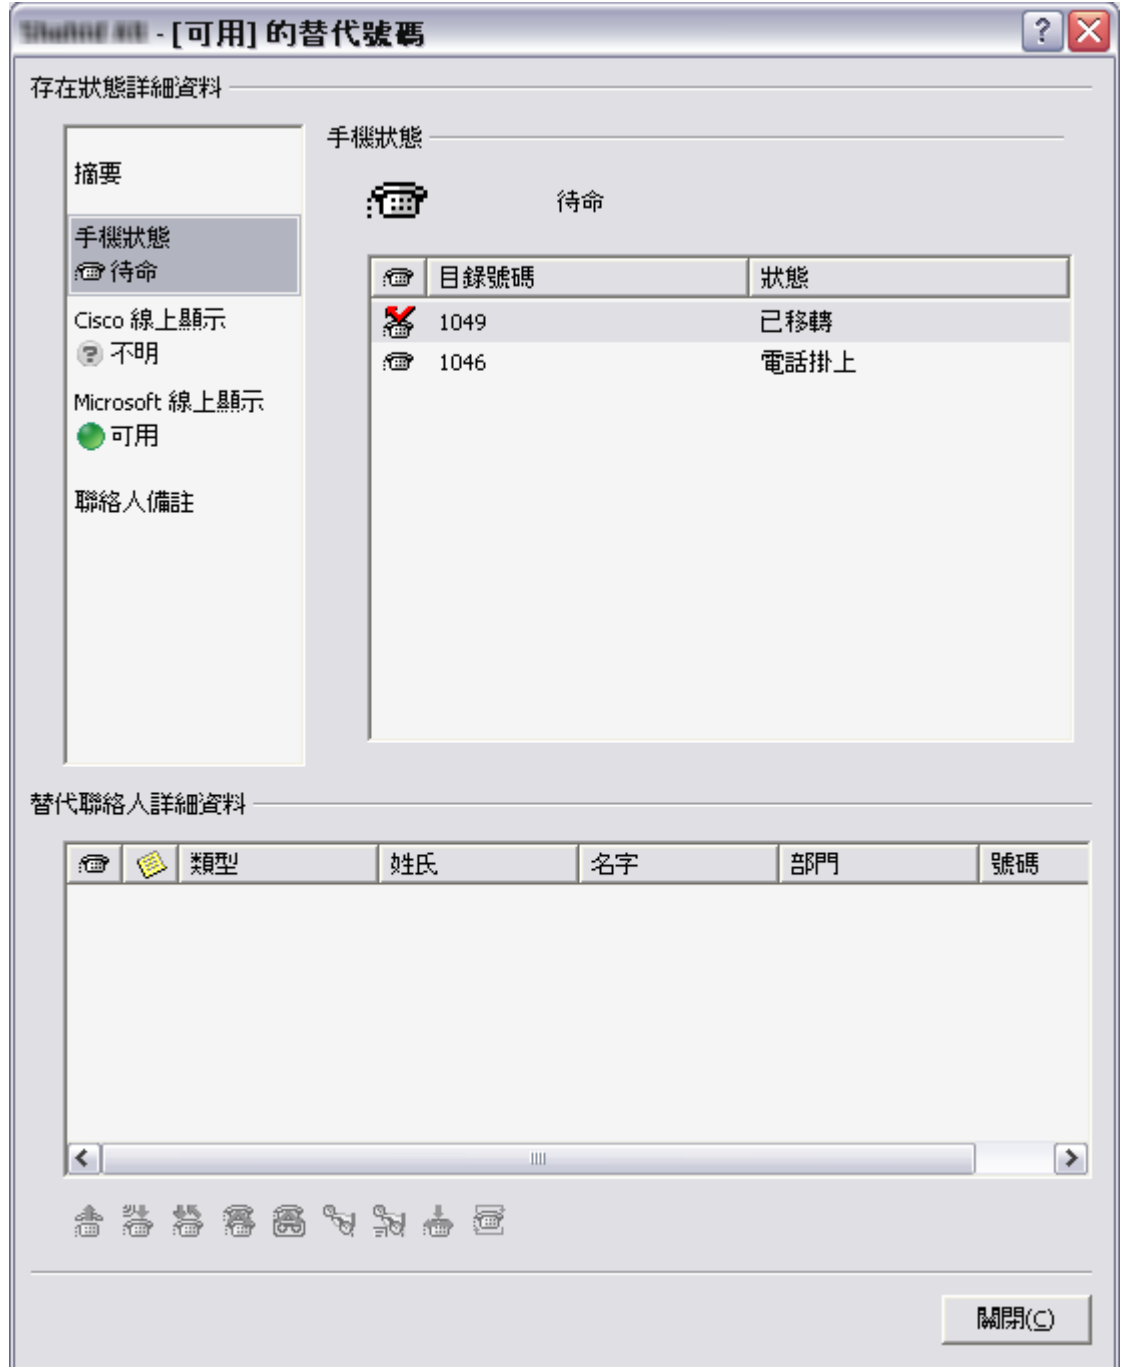 - [可用] 的替代號碼
存在狀態詳細資料
摘要
手機狀態
待命
Cisco 線上顯示
不明
Microsoft 線上顯示
可用
聯絡人備註
手機狀態
待命
目錄號碼 狀態
1049 已移轉
1046 電話掛上
替代聯絡人詳細資料
類型 姓氏 名字 部門 號碼
關閉(C)